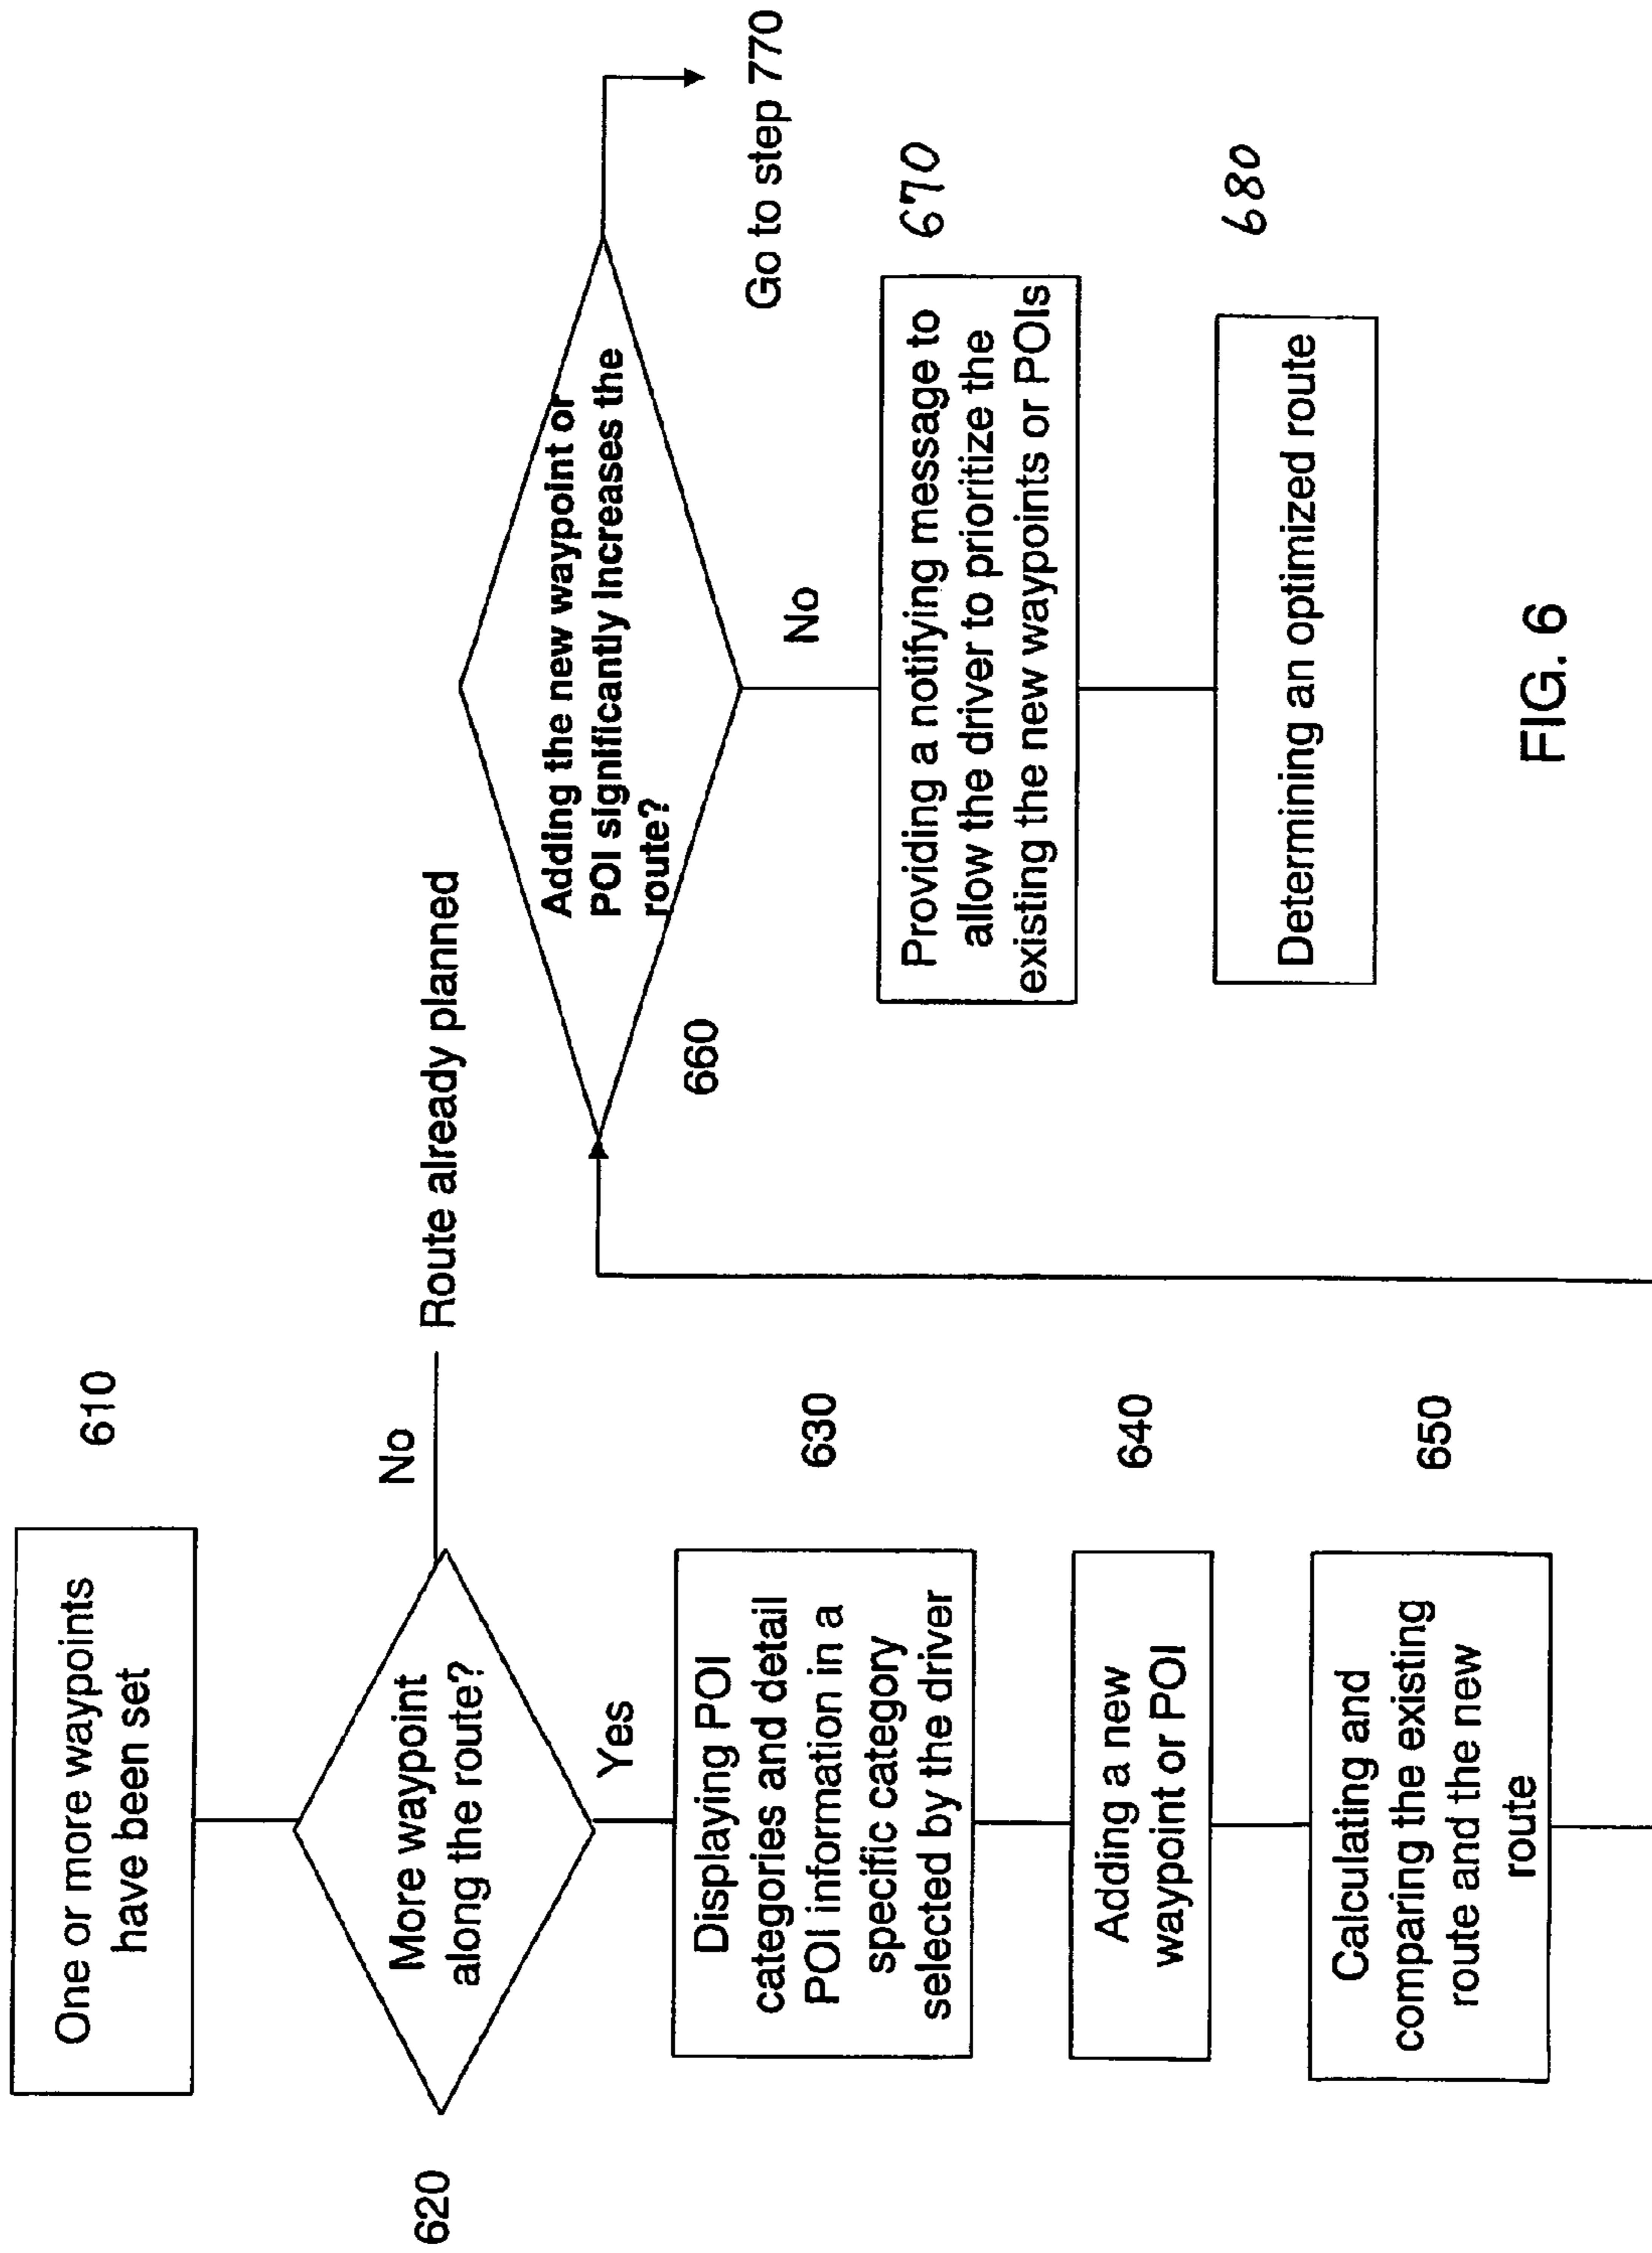 One or more waypoints
have been set
610
620
More waypoint
along the route?
No
Route already planned
Yes
Displaying POI
categories and detail
POI information in a
specific category
selected by the driver
630
Adding a new
waypoint or POI
640
Calculating and
comparing the existing
route and the new
route
650
Adding the new waypoint or
POI significantly increases the
route?
660
Go to step 770
No
Providing a notifying message to
allow the driver to prioritize the
existing the new waypoints or POIs
670
Determining an optimized route
680
FIG. 6